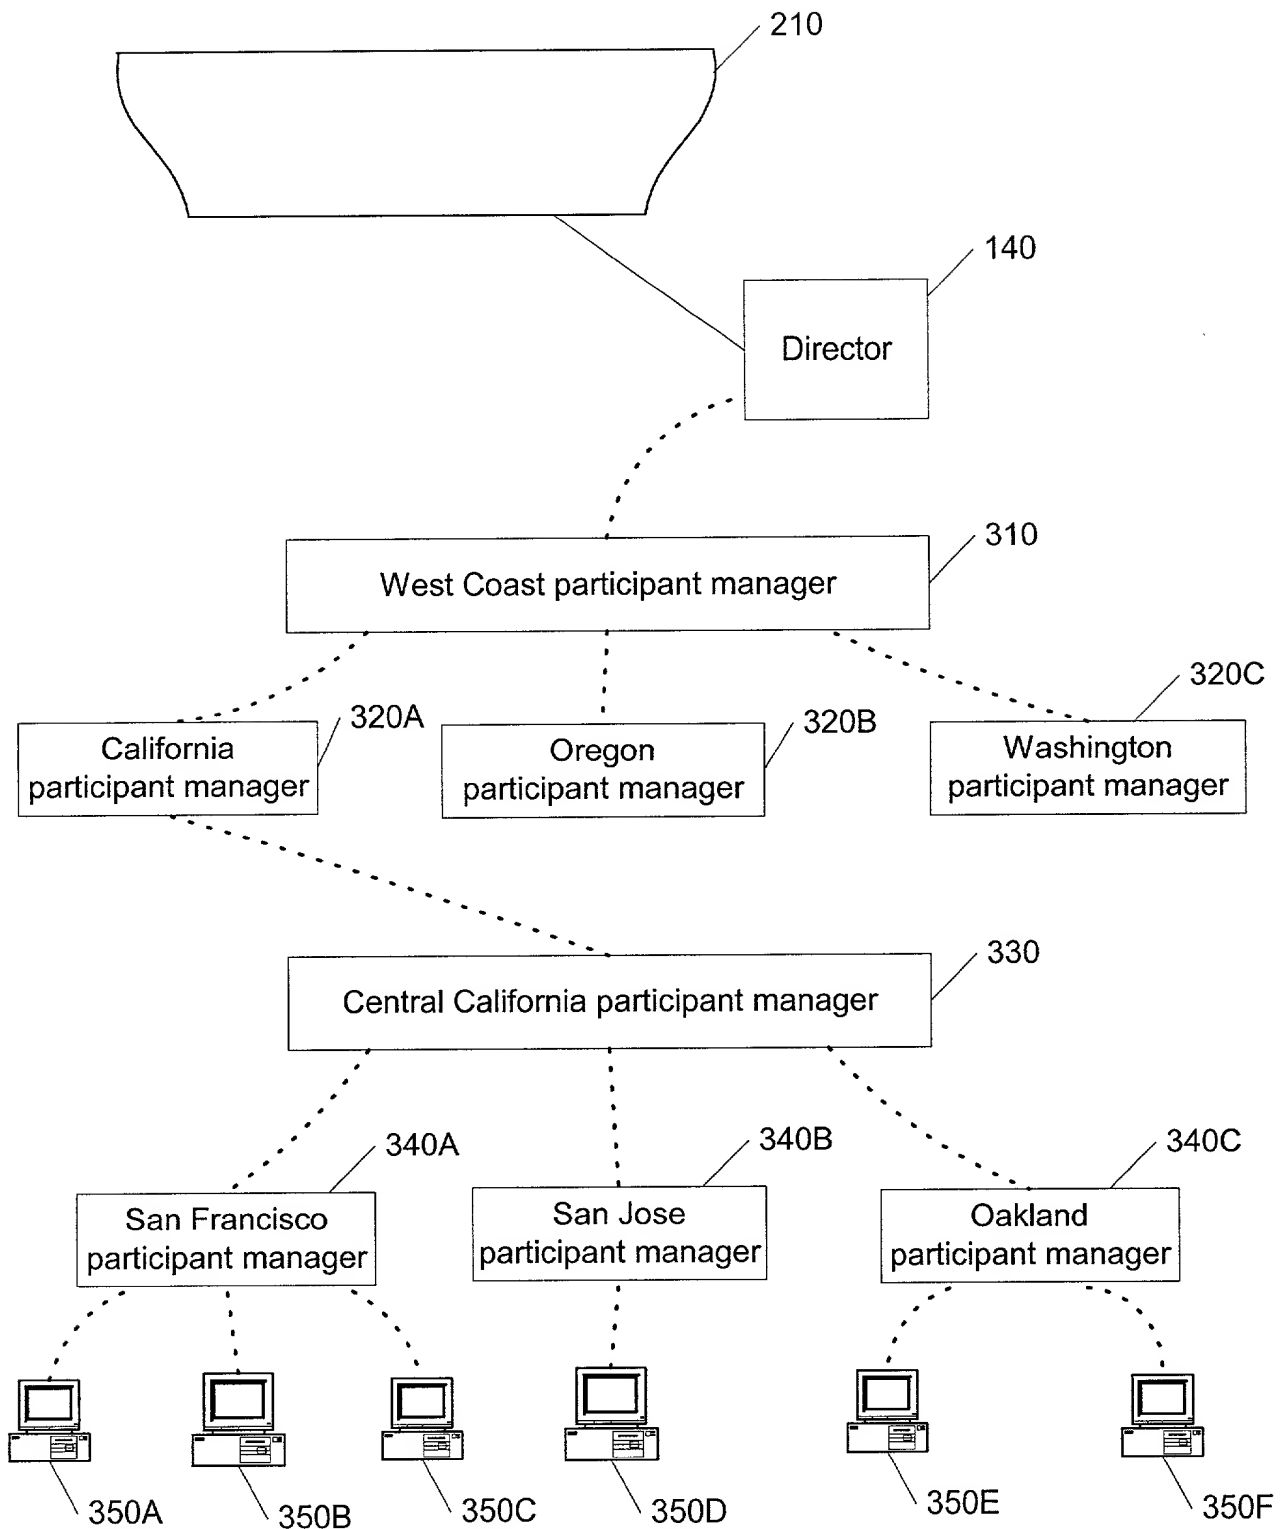 210
140
Director
310
West Coast participant manager
320A
320B
320C
California
participant manager
Oregon
participant manager
Washington
participant manager
330
Central California participant manager
340A
340B
340C
San Francisco
participant manager
San Jose
participant manager
Oakland
participant manager
350A
350B
350C
350D
350E
350F